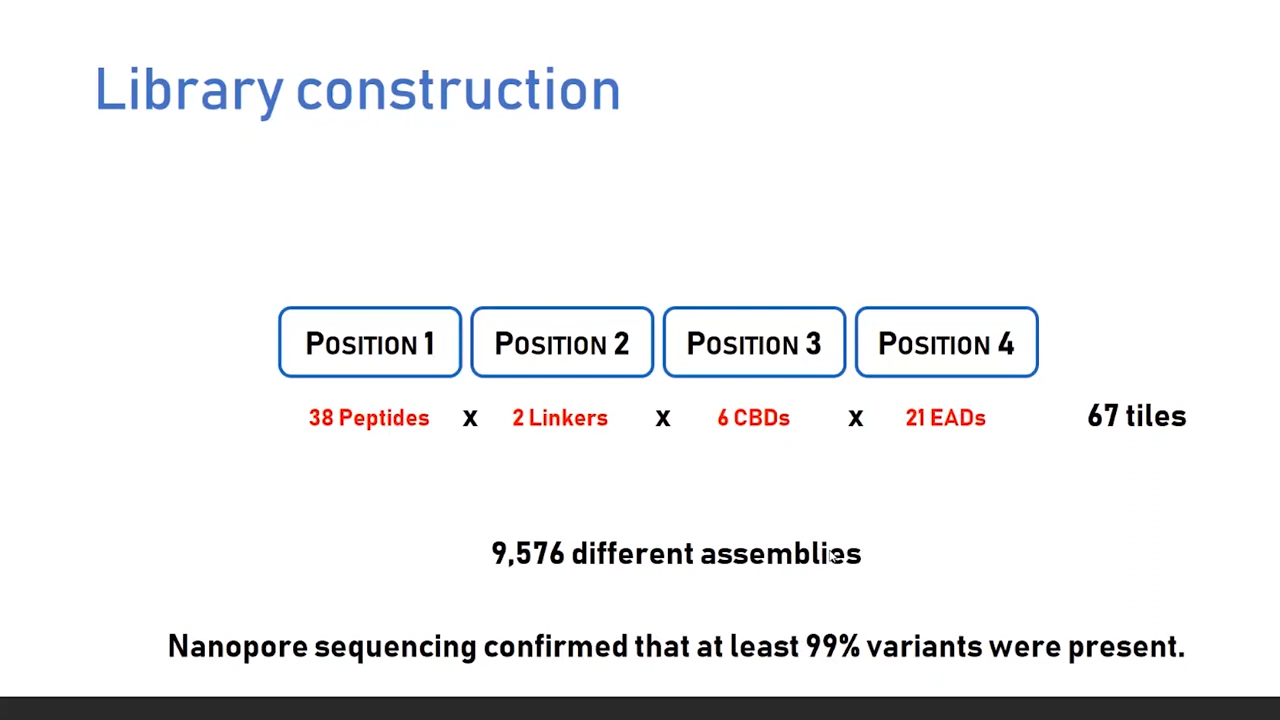 Library construction
POSITION 1 POSITION 2 POSITION 3 POSITION 4
38 Peptides x 2 Linkers x 6 CBDs x 21 EADs 67 tiles
9,576 different assemblies
Nanopore sequencing confirmed that at least 99% variants were present.